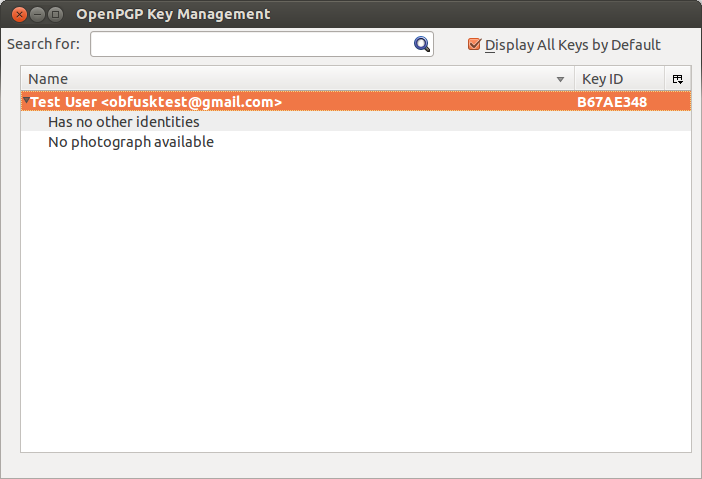 OpenPGP Key Management
Search for:
Display All Keys by Default
Name Key ID
Test User <obfusktest@gmail.com> B67AE348
Has no other identities
No photograph available